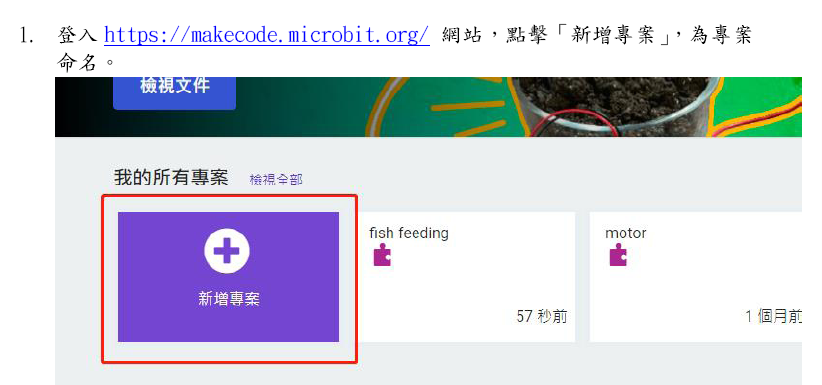 1. 登入 https://makecode.microbit.org/ 網站，點擊「新增專案」，為專案
命名。
檢視文件
我的所有專案 檢視全部
fish feeding motor
新增專案
57 秒前 1 個月前